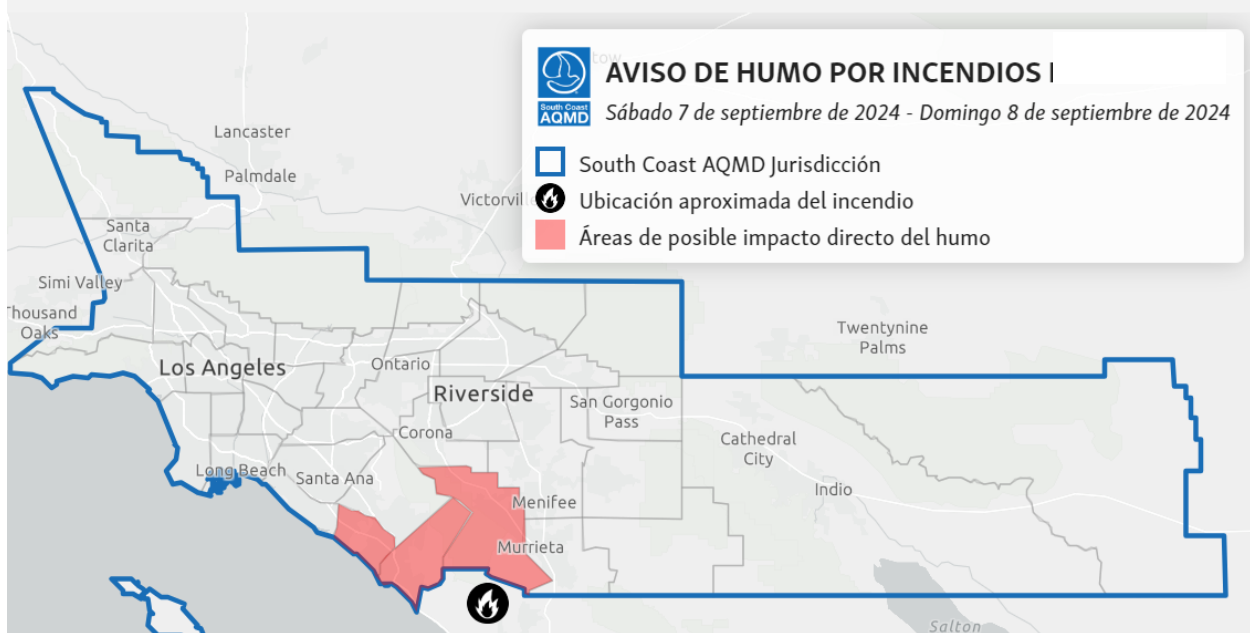 AVISO DE HUMO POR INCENDIOS
Sábado 7 de septiembre de 2024 - Domingo 8 de septiembre de 2024
South Coast
AQMD
South Coast AQMD Jurisdicción
Ubicación aproximada del incendio
Áreas de posible impacto directo del humo
Lancaster
Palmdale
Victorvill
Santa
Clarita
Simi Valley
Thousand
Oaks
Twentynine
Palms
Los Angeles
Ontario
Riverside
San Gorgonio
Pass
Corona
Cathedral
City
Long Beach
Santa Ana
Indio
Menifee
Murrieta
Salton